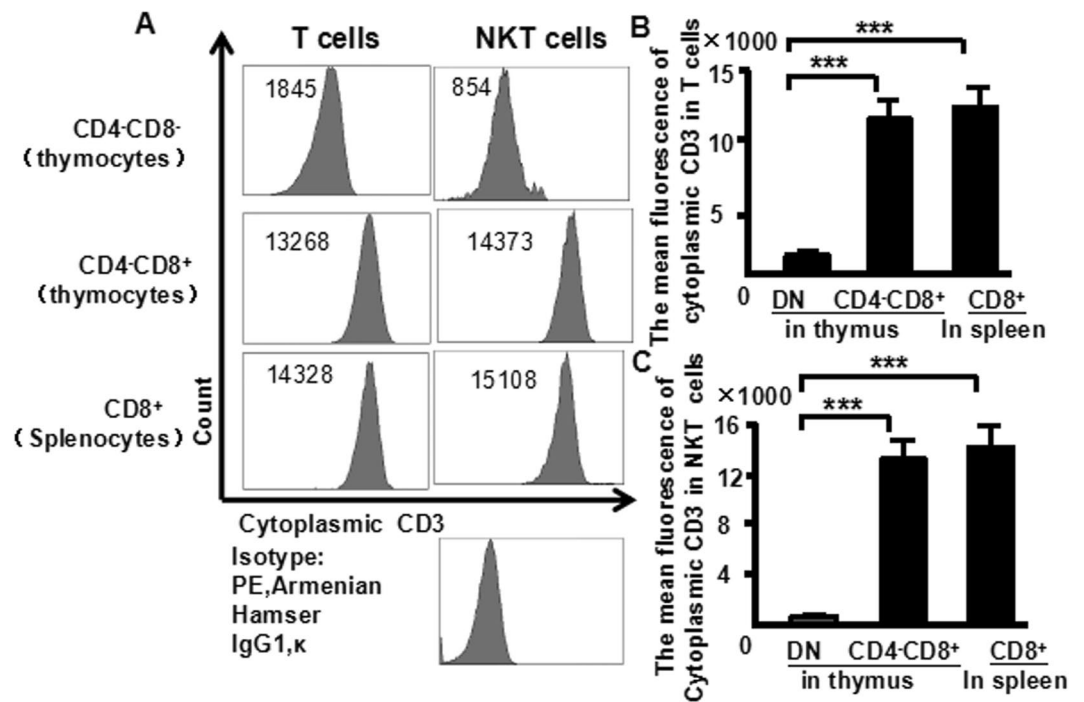 A
T cells
NKT cells
CD4-CD8-
(thymocytes)
1845
854
CD4-CD8+
(thymocytes)
13268
14373
CD8+
(Splenocytes)
14328
15108
Count
Cytoplasmic CD3
Isotype:
PE,Armenian
Hamser
IgG1,κ
B
The mean fluorescence of
cytoplasmic CD3 in T cells
×1000
***
***
15
10
5
0
DN
CD4-CD8+
CD8+
in thymus
In spleen
C
The mean fluorescence of
Cytoplasmic CD3 in NKT cells
×1000
***
***
16
12
8
4
0
DN
CD4-CD8+
CD8+
in thymus
In spleen